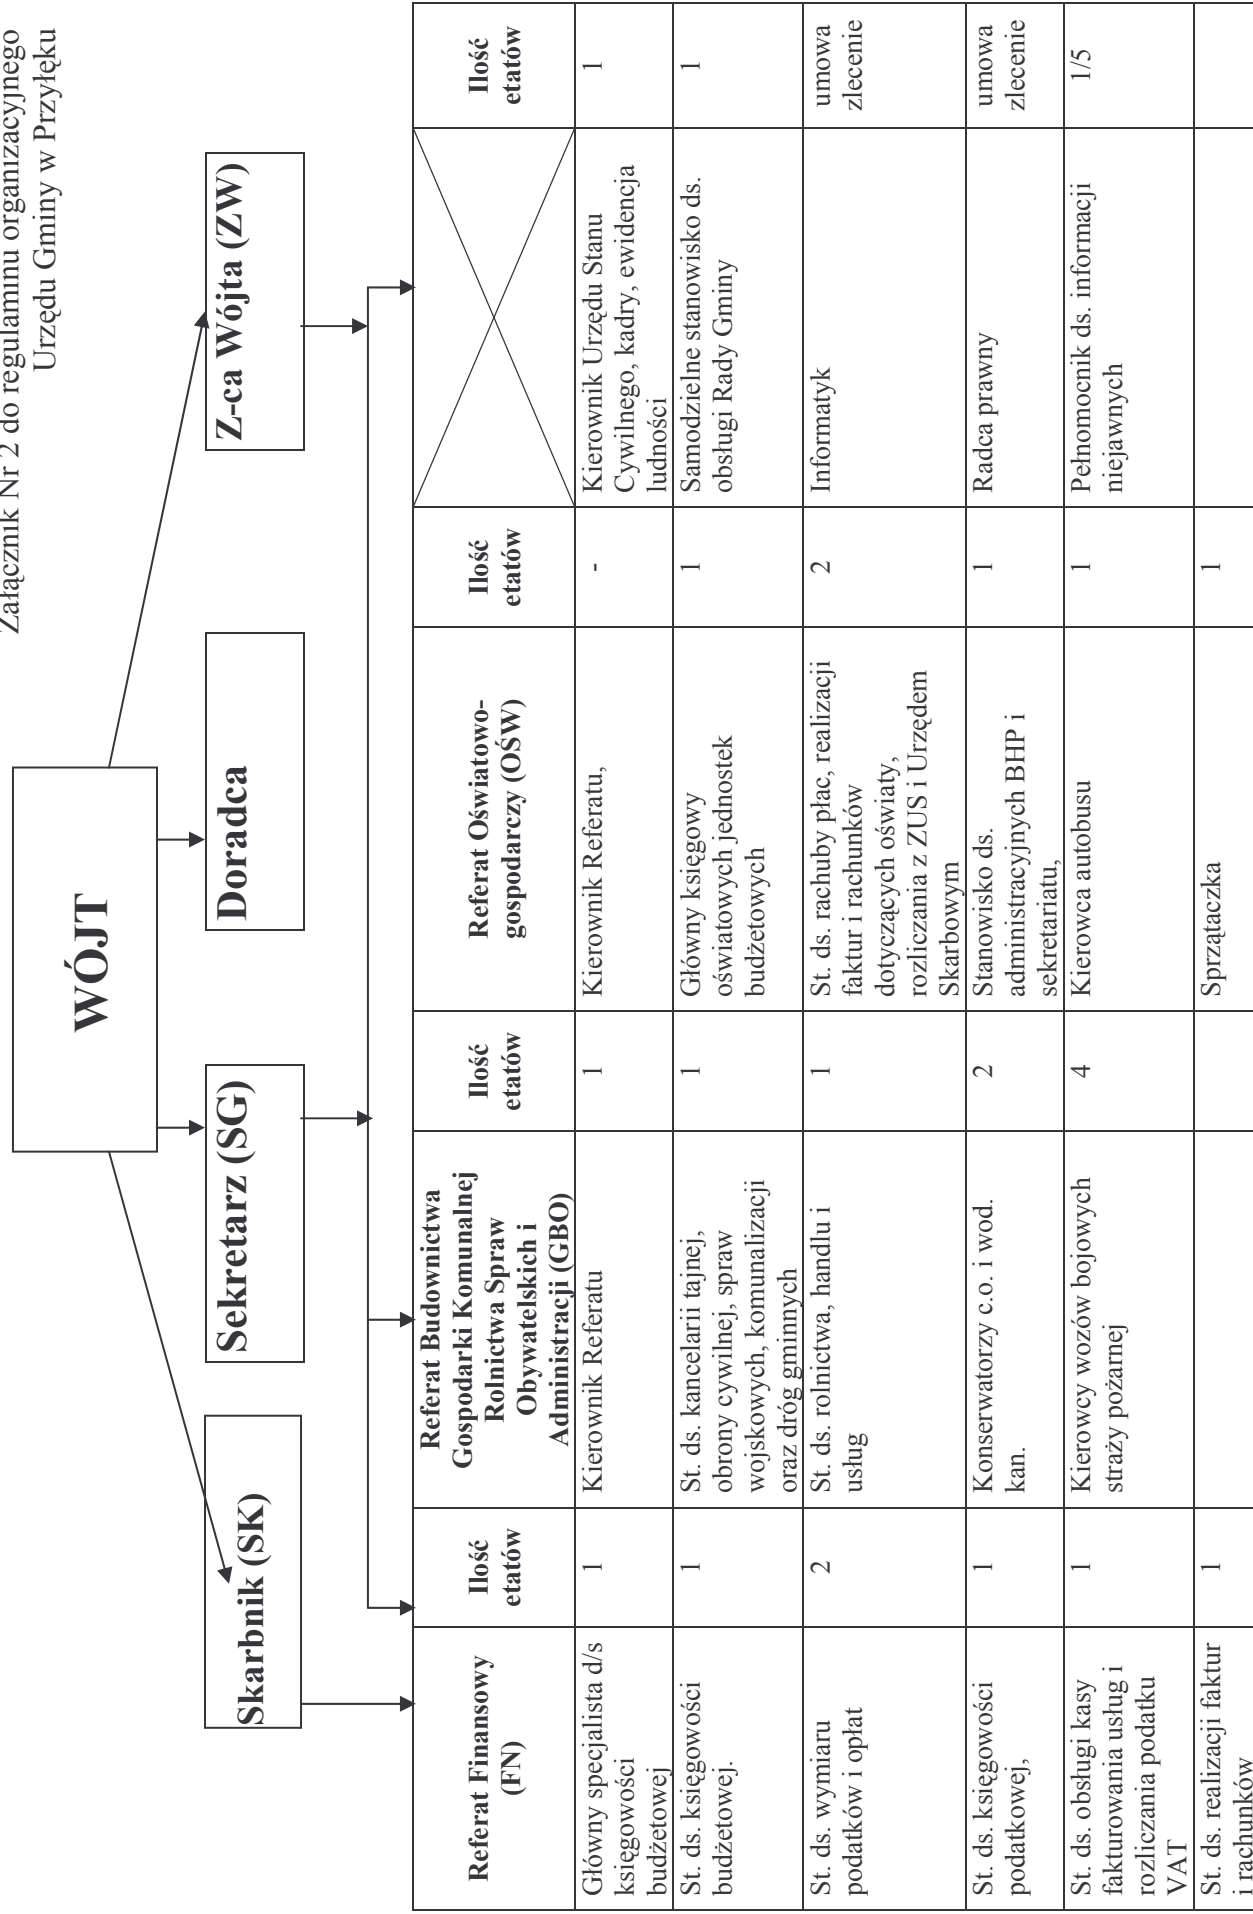 Załącznik Nr 2 do regulaminu organizacyjnego
Urzędu Gminy w Przyłęku
WÓJT
Skarbnik (SK)
Sekretarz (SG)
Doradca
Z-ca Wójta (ZW)
Referat Finansowy
(FN)
Ilość
etatów
Referat Budownictwa
Gospodarki Komunalnej
Rolnictwa Spraw
Obywatelskich i
Administracji (GBO)
Ilość
etatów
Referat Oświatowo-
gospodarczy (OŚW)
Ilość
etatów
Ilość
etatów
Główny specjalista d/s
księgowości
budżetowej
1
Kierownik Referatu
1
Kierownik Referatu,
-
Kierownik Urzędu Stanu
Cywilnego, kadry, ewidencja
ludności
1
St. ds. księgowości
budżetowej.
1
St. ds. kancelarii tajnej,
obrony cywilnej, spraw
wojskowych, komunalizacji
oraz dróg gminnych
1
Główny księgowy
oświatowych jednostek
budżetowych
1
Samodzielne stanowisko ds.
obsługi Rady Gminy
1
St. ds. wymiaru
podatków i opłat
2
St. ds. rolnictwa, handlu i
usług
1
St. ds. rachuby płac, realizacji
faktur i rachunków
dotyczących oświaty,
rozliczania z ZUS i Urzędem
Skarbowym
2
Informatyk
umowa
zlecenie
St. ds. księgowości
podatkowej,
1
Konserwatorzy c.o. i wod.
kan.
2
Stanowisko ds.
administracyjnych BHP i
sekretariatu,
1
Radca prawny
umowa
zlecenie
St. ds. obsługi kasy
fakturowania usług i
rozliczania podatku
VAT
1
Kierowcy wozów bojowych
straży pożarnej
4
Kierowca autobusu
1
Pełnomocnik ds. informacji
niejawnych
1/5
St. ds. realizacji faktur
i rachunków
1
Sprzątaczka
1